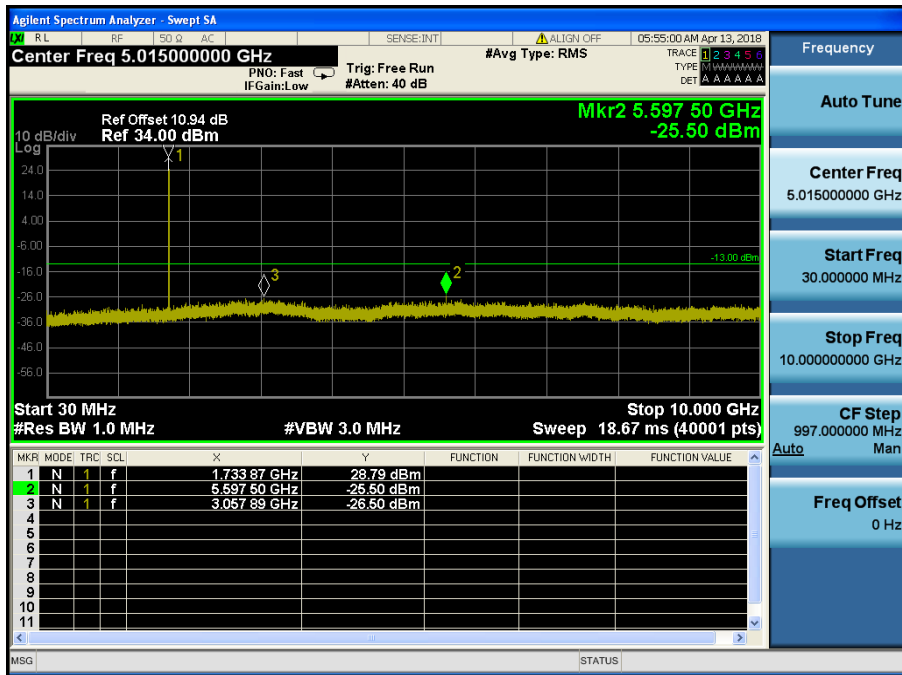 Agilent Spectrum Analyzer - Swept SA
LXI RL RF 50 Ω AC SENSE:INT ALIGN OFF 05:55:00 AM Apr 13, 2018
Center Freq 5.015000000 GHz
PNO: Fast
IFGain:Low
Trig: Free Run
#Atten: 40 dB
#Avg Type: RMS
TRACE 1 2 3 4 5 6
TYPE M WWWWW
DET A A A A A A
Mkr2 5.597 50 GHz
-25.50 dBm
10 dB/div
Log
Ref Offset 10.94 dB
Ref 34.00 dBm
24.0
14.0
4.00
-6.00
-16.0
-26.0
-36.0
-46.0
-56.0
1
3
2
-13.00 dBm
Start 30 MHz Stop 10.000 GHz
#Res BW 1.0 MHz #VBW 3.0 MHz Sweep 18.67 ms (40001 pts)
MKR MODE TRC SCL X Y FUNCTION FUNCTION WIDTH FUNCTION VALUE
1 N 1 f 1.733 87 GHz 28.79 dBm
2 N 1 f 5.597 50 GHz -25.50 dBm
3 N 1 f 3.057 89 GHz -26.50 dBm
4
5
6
7
8
9
10
11
MSG STATUS
Frequency
Auto Tune
Center Freq
5.015000000 GHz
Start Freq
30.000000 MHz
Stop Freq
10.000000000 GHz
CF Step
997.000000 MHz
Auto Man
Freq Offset
0 Hz